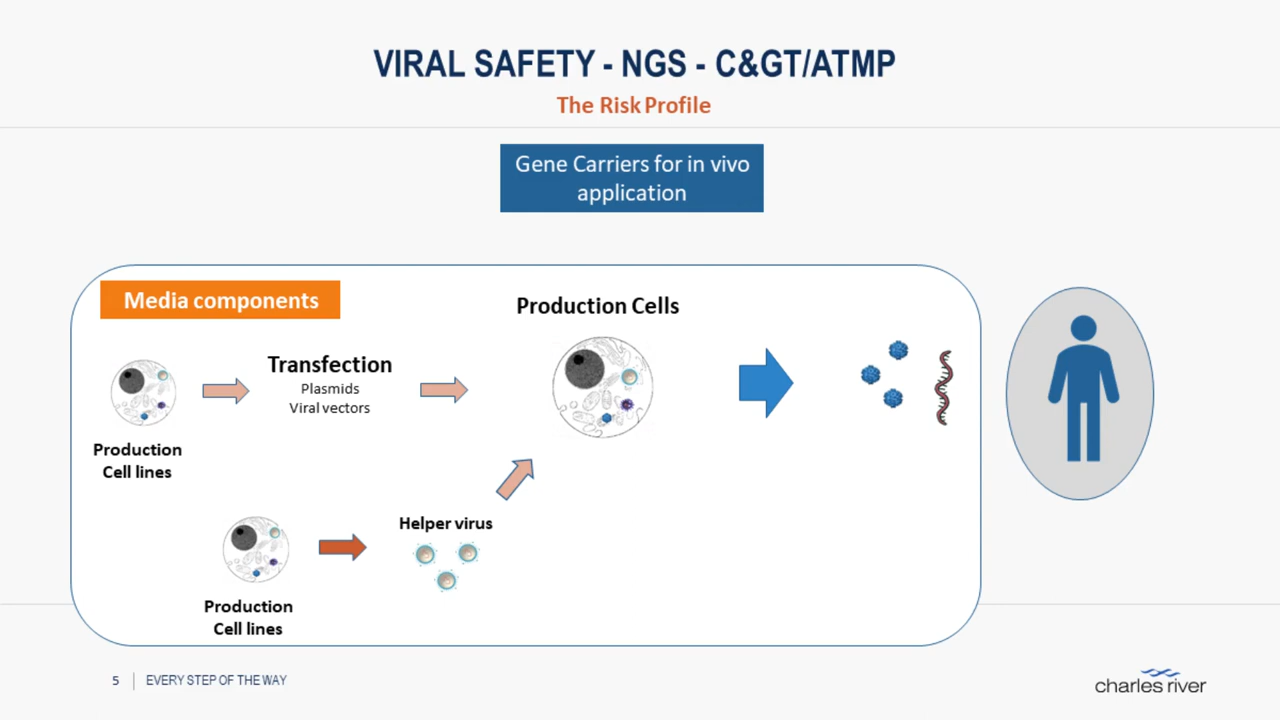 VIRAL SAFETY - NGS - C&GT/ATMP
The Risk Profile
Gene Carriers for in vivo
application
Media components
Production Cells
Transfection
Plasmids
Viral vectors
Production
Cell lines
Helper virus
Production
Cell lines
5
EVERY STEP OF THE WAY
charles river